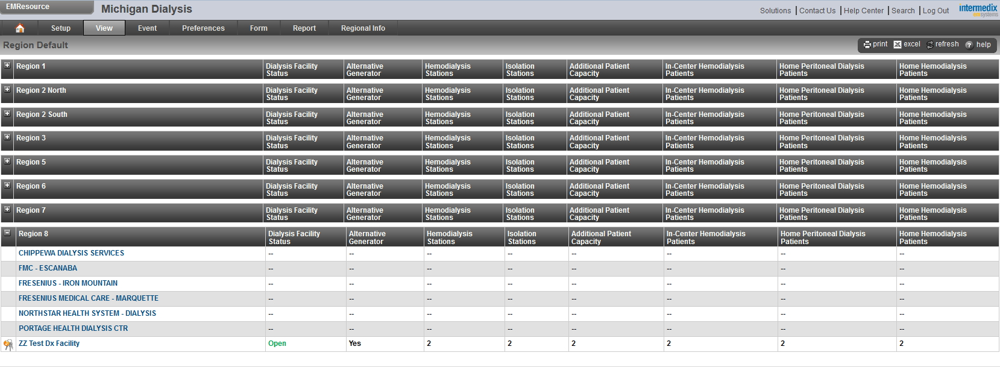 EMResource
Michigan Dialysis
Solutions | Contact Us | Help Center | Search | Log Out
intermedix
emsystems
Setup View Event Preferences Form Report Regional Info
Region Default
print excel refresh help
Region 1 Dialysis Facility Status Alternative Generator Hemodialysis Stations Isolation Stations Additional Patient Capacity In-Center Hemodialysis Patients Home Peritoneal Dialysis Patients Home Hemodialysis Patients
Region 2 North Dialysis Facility Status Alternative Generator Hemodialysis Stations Isolation Stations Additional Patient Capacity In-Center Hemodialysis Patients Home Peritoneal Dialysis Patients Home Hemodialysis Patients
Region 2 South Dialysis Facility Status Alternative Generator Hemodialysis Stations Isolation Stations Additional Patient Capacity In-Center Hemodialysis Patients Home Peritoneal Dialysis Patients Home Hemodialysis Patients
Region 3 Dialysis Facility Status Alternative Generator Hemodialysis Stations Isolation Stations Additional Patient Capacity In-Center Hemodialysis Patients Home Peritoneal Dialysis Patients Home Hemodialysis Patients
Region 5 Dialysis Facility Status Alternative Generator Hemodialysis Stations Isolation Stations Additional Patient Capacity In-Center Hemodialysis Patients Home Peritoneal Dialysis Patients Home Hemodialysis Patients
Region 6 Dialysis Facility Status Alternative Generator Hemodialysis Stations Isolation Stations Additional Patient Capacity In-Center Hemodialysis Patients Home Peritoneal Dialysis Patients Home Hemodialysis Patients
Region 7 Dialysis Facility Status Alternative Generator Hemodialysis Stations Isolation Stations Additional Patient Capacity In-Center Hemodialysis Patients Home Peritoneal Dialysis Patients Home Hemodialysis Patients
Region 8 Dialysis Facility Status Alternative Generator Hemodialysis Stations Isolation Stations Additional Patient Capacity In-Center Hemodialysis Patients Home Peritoneal Dialysis Patients Home Hemodialysis Patients
CHIPPEWA DIALYSIS SERVICES -- -- -- -- -- -- -- --
FMC - ESCANABA -- -- -- -- -- -- -- --
FRESENIUS - IRON MOUNTAIN -- -- -- -- -- -- -- --
FRESENIUS MEDICAL CARE - MARQUETTE -- -- -- -- -- -- -- --
NORTHSTAR HEALTH SYSTEM - DIALYSIS -- -- -- -- -- -- -- --
PORTAGE HEALTH DIALYSIS CTR -- -- -- -- -- -- -- --
ZZ Test Dx Facility Open Yes 2 2 2 2 2 2